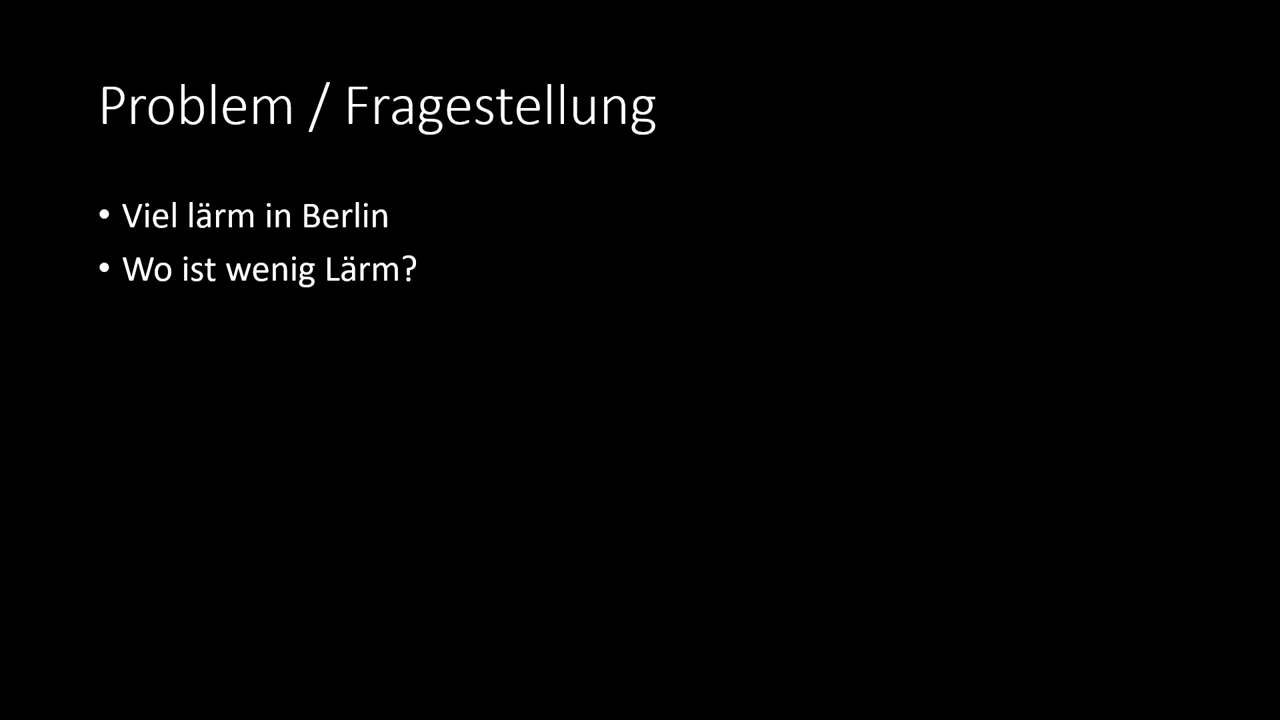 Problem / Fragestellung
• Viel lärm in Berlin
• Wo ist wenig Lärm?